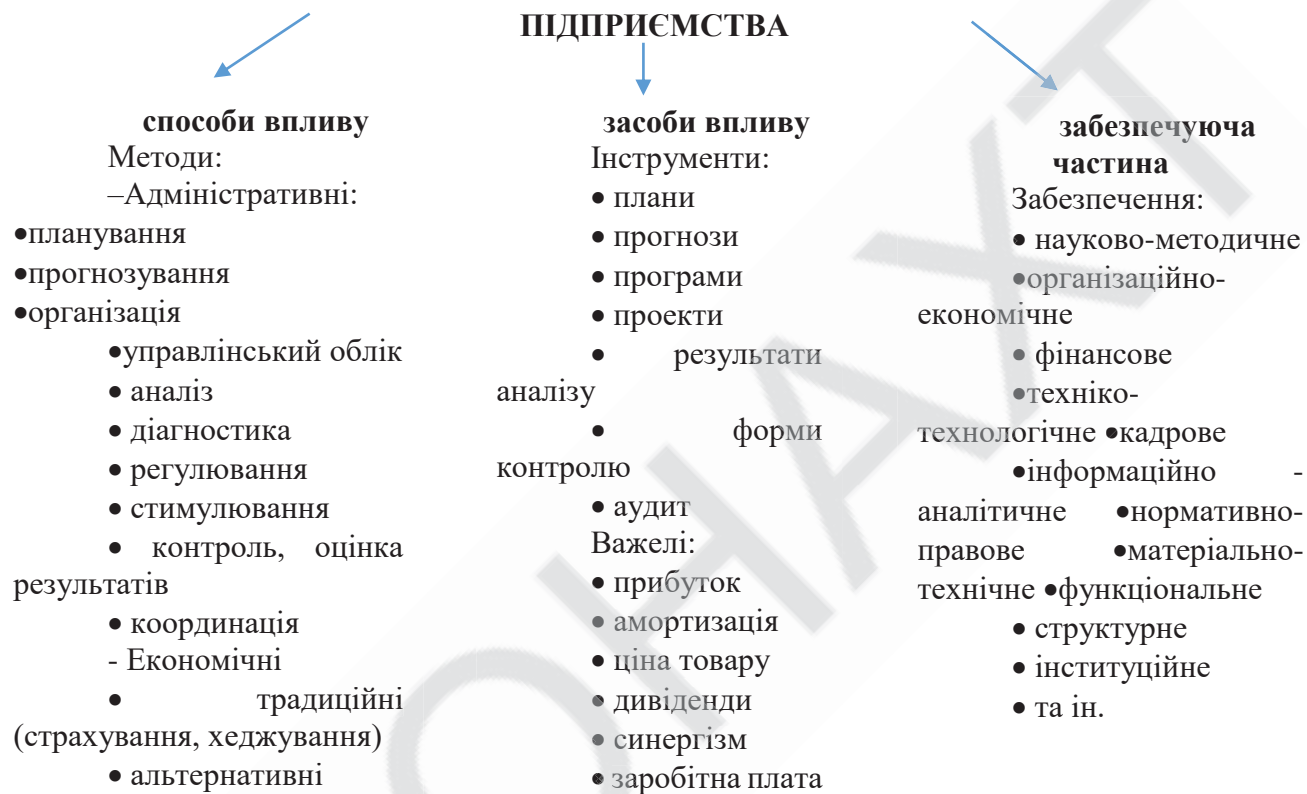 ПІДПРИЄМСТВА
способи впливу
Методи:
–Адміністративні:
•планування
•прогнозування
•організація
•управлінський облік
• аналіз
• діагностика
• регулювання
• стимулювання
• контроль, оцінка
результатів
• координація
- Економічні
• традиційні
(страхування, хеджування)
• альтернативні
засоби впливу
Інструменти:
• плани
• прогнози
• програми
• проекти
• результати
аналізу
• форми
контролю
• аудит
Важелі:
• прибуток
• амортизація
• ціна товару
• дивіденди
• синергізм
• заробітна плата
забезпечуюча
частина
Забезпечення:
• науково-методичне
•організаційно-
економічне
• фінансове
•техніко-
технологічне •кадрове
•інформаційно -
аналітичне •нормативно-
правове •матеріально-
технічне •функціональне
• структурне
• інституційне
• та ін.
ОНАХТ